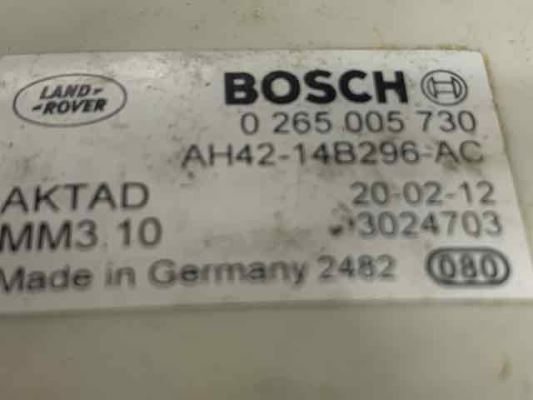 LAND-
-ROVER
BOSCH
0 265 005 730
AH42-14B296-AC
AKTAD 20-02-12
MM3.10 3024703
Made in Germany 2482 080